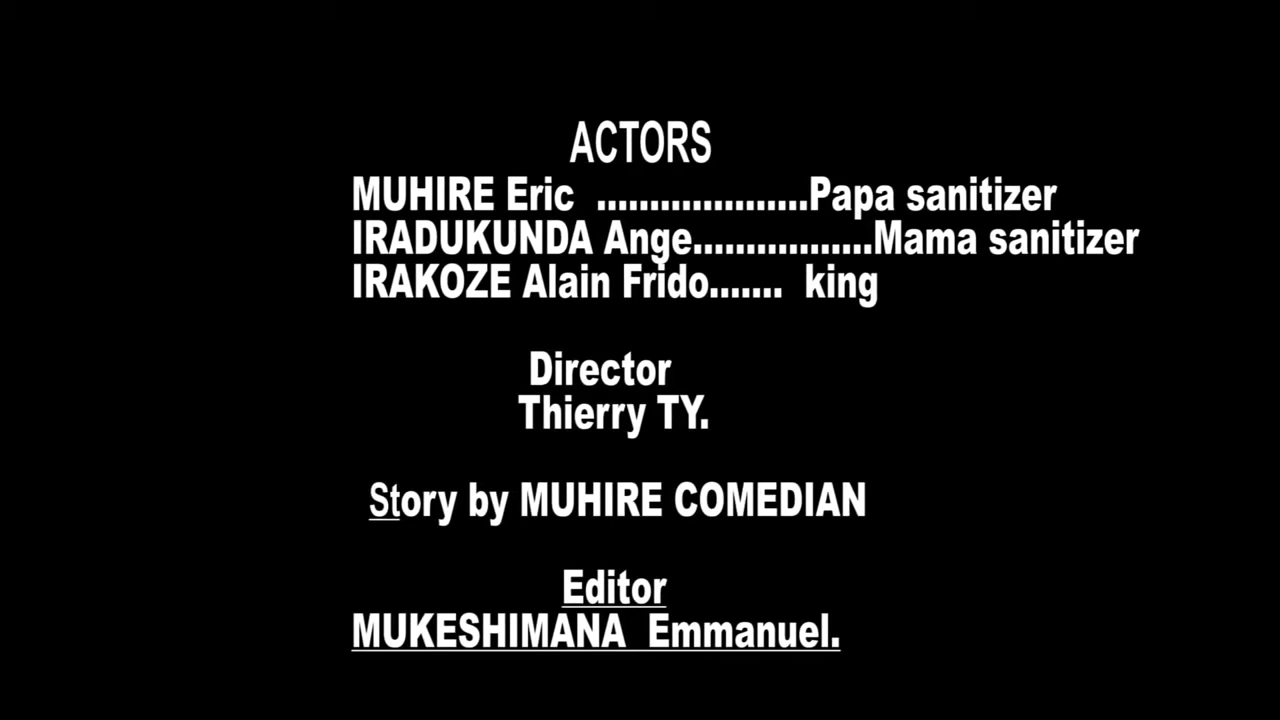 ACTORS
MUHIRE Eric ....................Papa sanitizer
IRADUKUNDA Ange.................Mama sanitizer
IRAKOZE Alain Frido....... king
Director
Thierry TY.
Story by MUHIRE COMEDIAN
Editor
MUKESHIMANA Emmanuel.